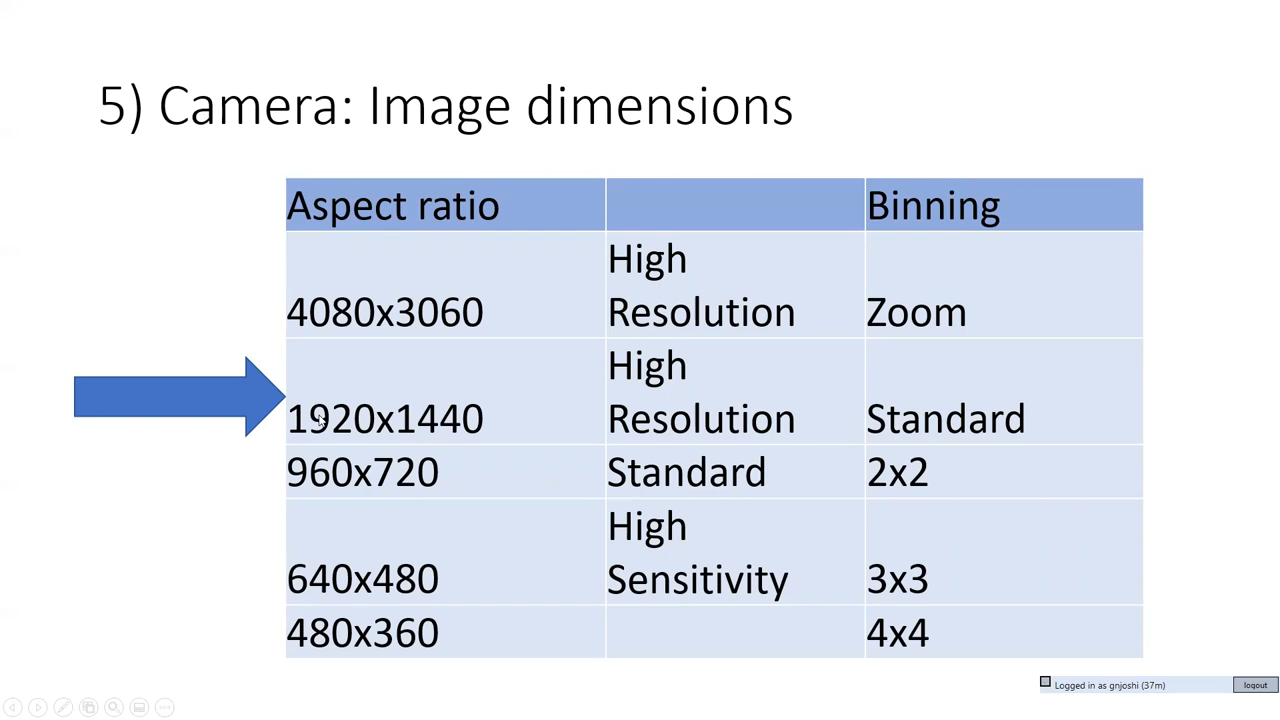 5) Camera: Image dimensions
Aspect ratio Binning
High
4080x3060 Resolution Zoom
High
1920x1440 Resolution Standard
960x720 Standard 2x2
High
640x480 Sensitivity 3x3
480x360 4x4
Logged in as gnjoshi (37m) logout